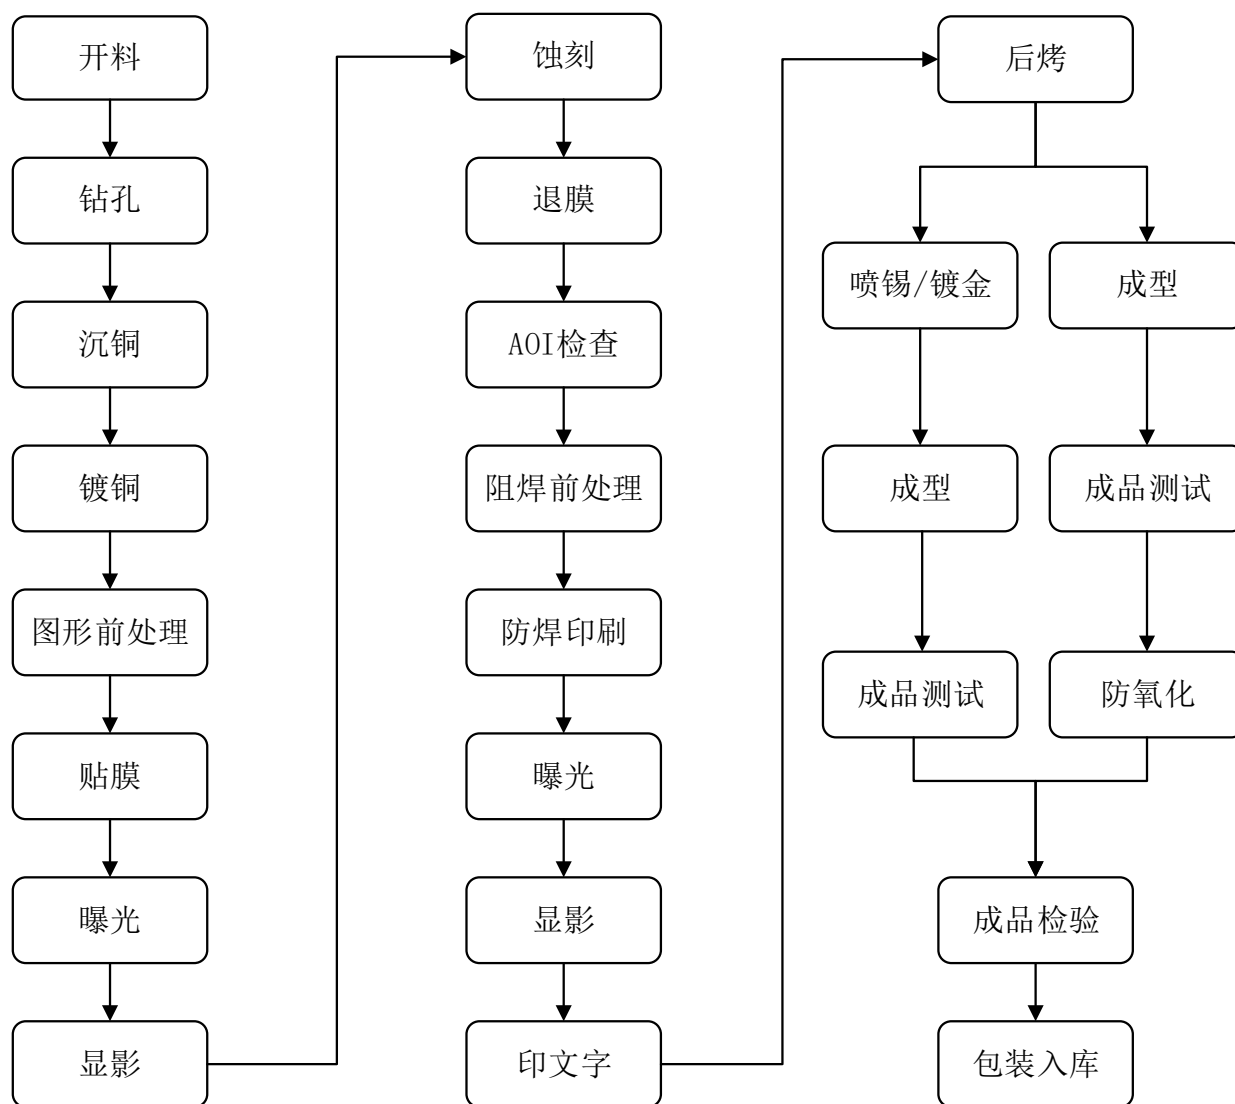 开料
钻孔
沉铜
镀铜
图形前处理
贴膜
曝光
显影
蚀刻
退膜
AOI检查
阻焊前处理
防焊印刷
曝光
显影
印文字
后烤
喷锡/镀金
成型
成型
成品测试
成品测试
防氧化
成品检验
包装入库